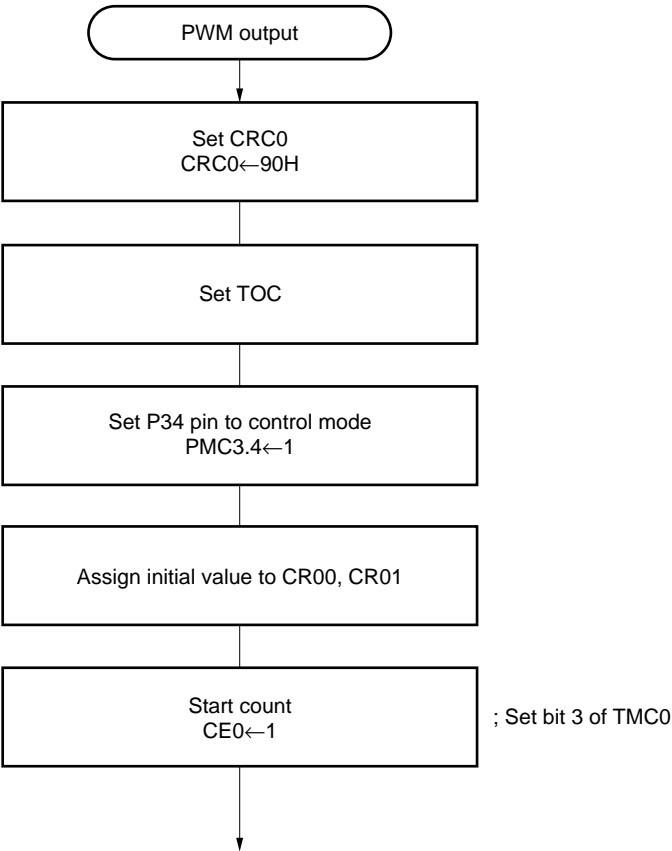 PWM output
Set CRC0
CRC0←90H
Set TOC
Set P34 pin to control mode
PMC3.4←1
Assign initial value to CR00, CR01
Start count
CE0←1
; Set bit 3 of TMC0